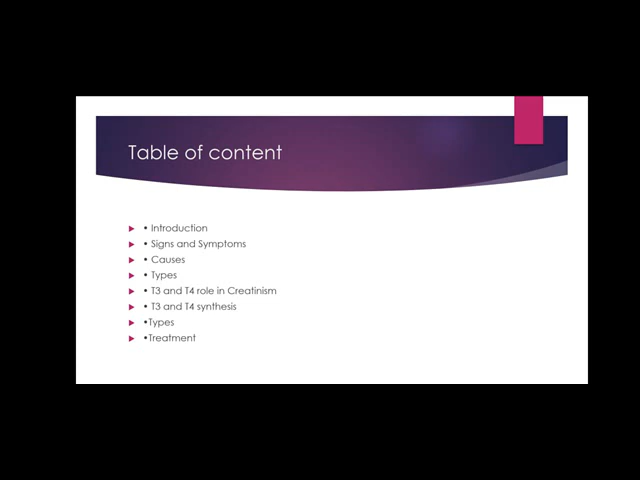 Table of content
• Introduction
• Signs and Symptoms
• Causes
• Types
• T3 and T4 role in Creatinism
• T3 and T4 synthesis
•Types
•Treatment